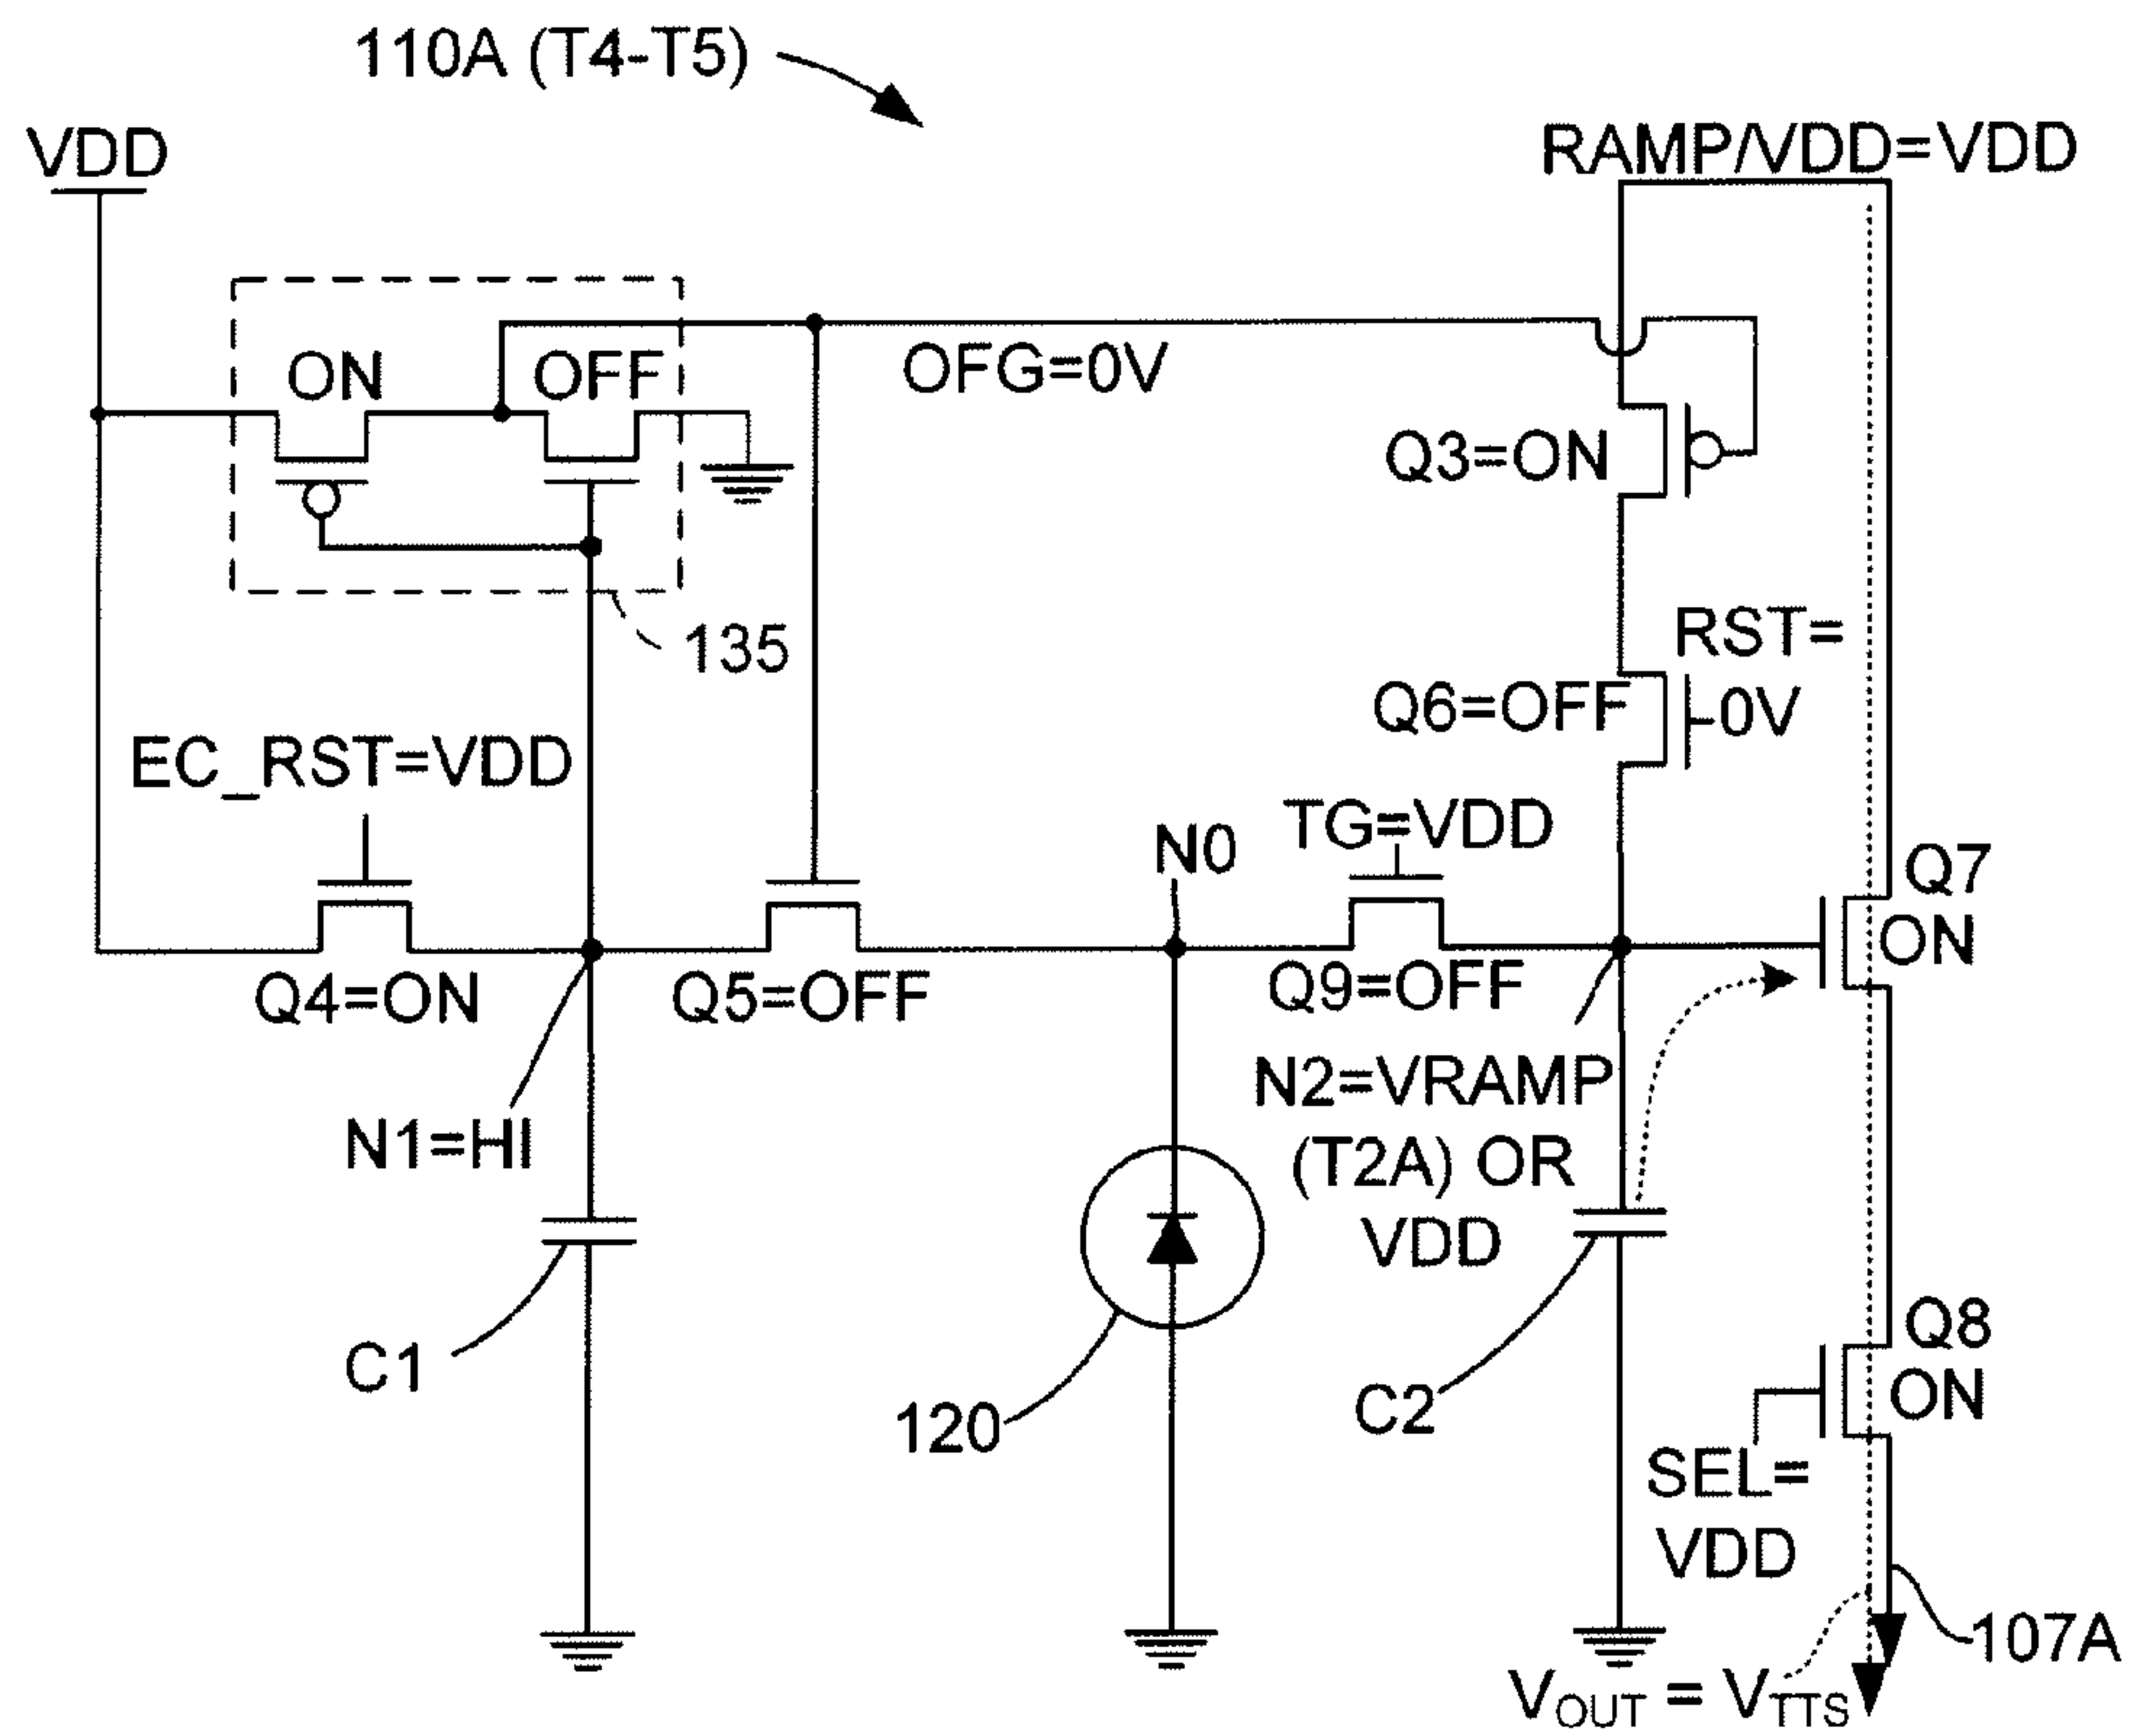 110A (T4-T5)
VDD
RAMP/VDD=VDD
ON
OFF
OFG=0V
Q3=ON
135
RST=
0V
Q6=OFF
EC_RST=VDD
TG=VDD
N0
Q7
ON
Q4=ON
Q5=OFF
Q9=OFF
N2=VRAMP
(T2A) OR
VDD
N1=HI
C1
120
C2
Q8
ON
SEL=
VDD
107A
VOUT = VTTS